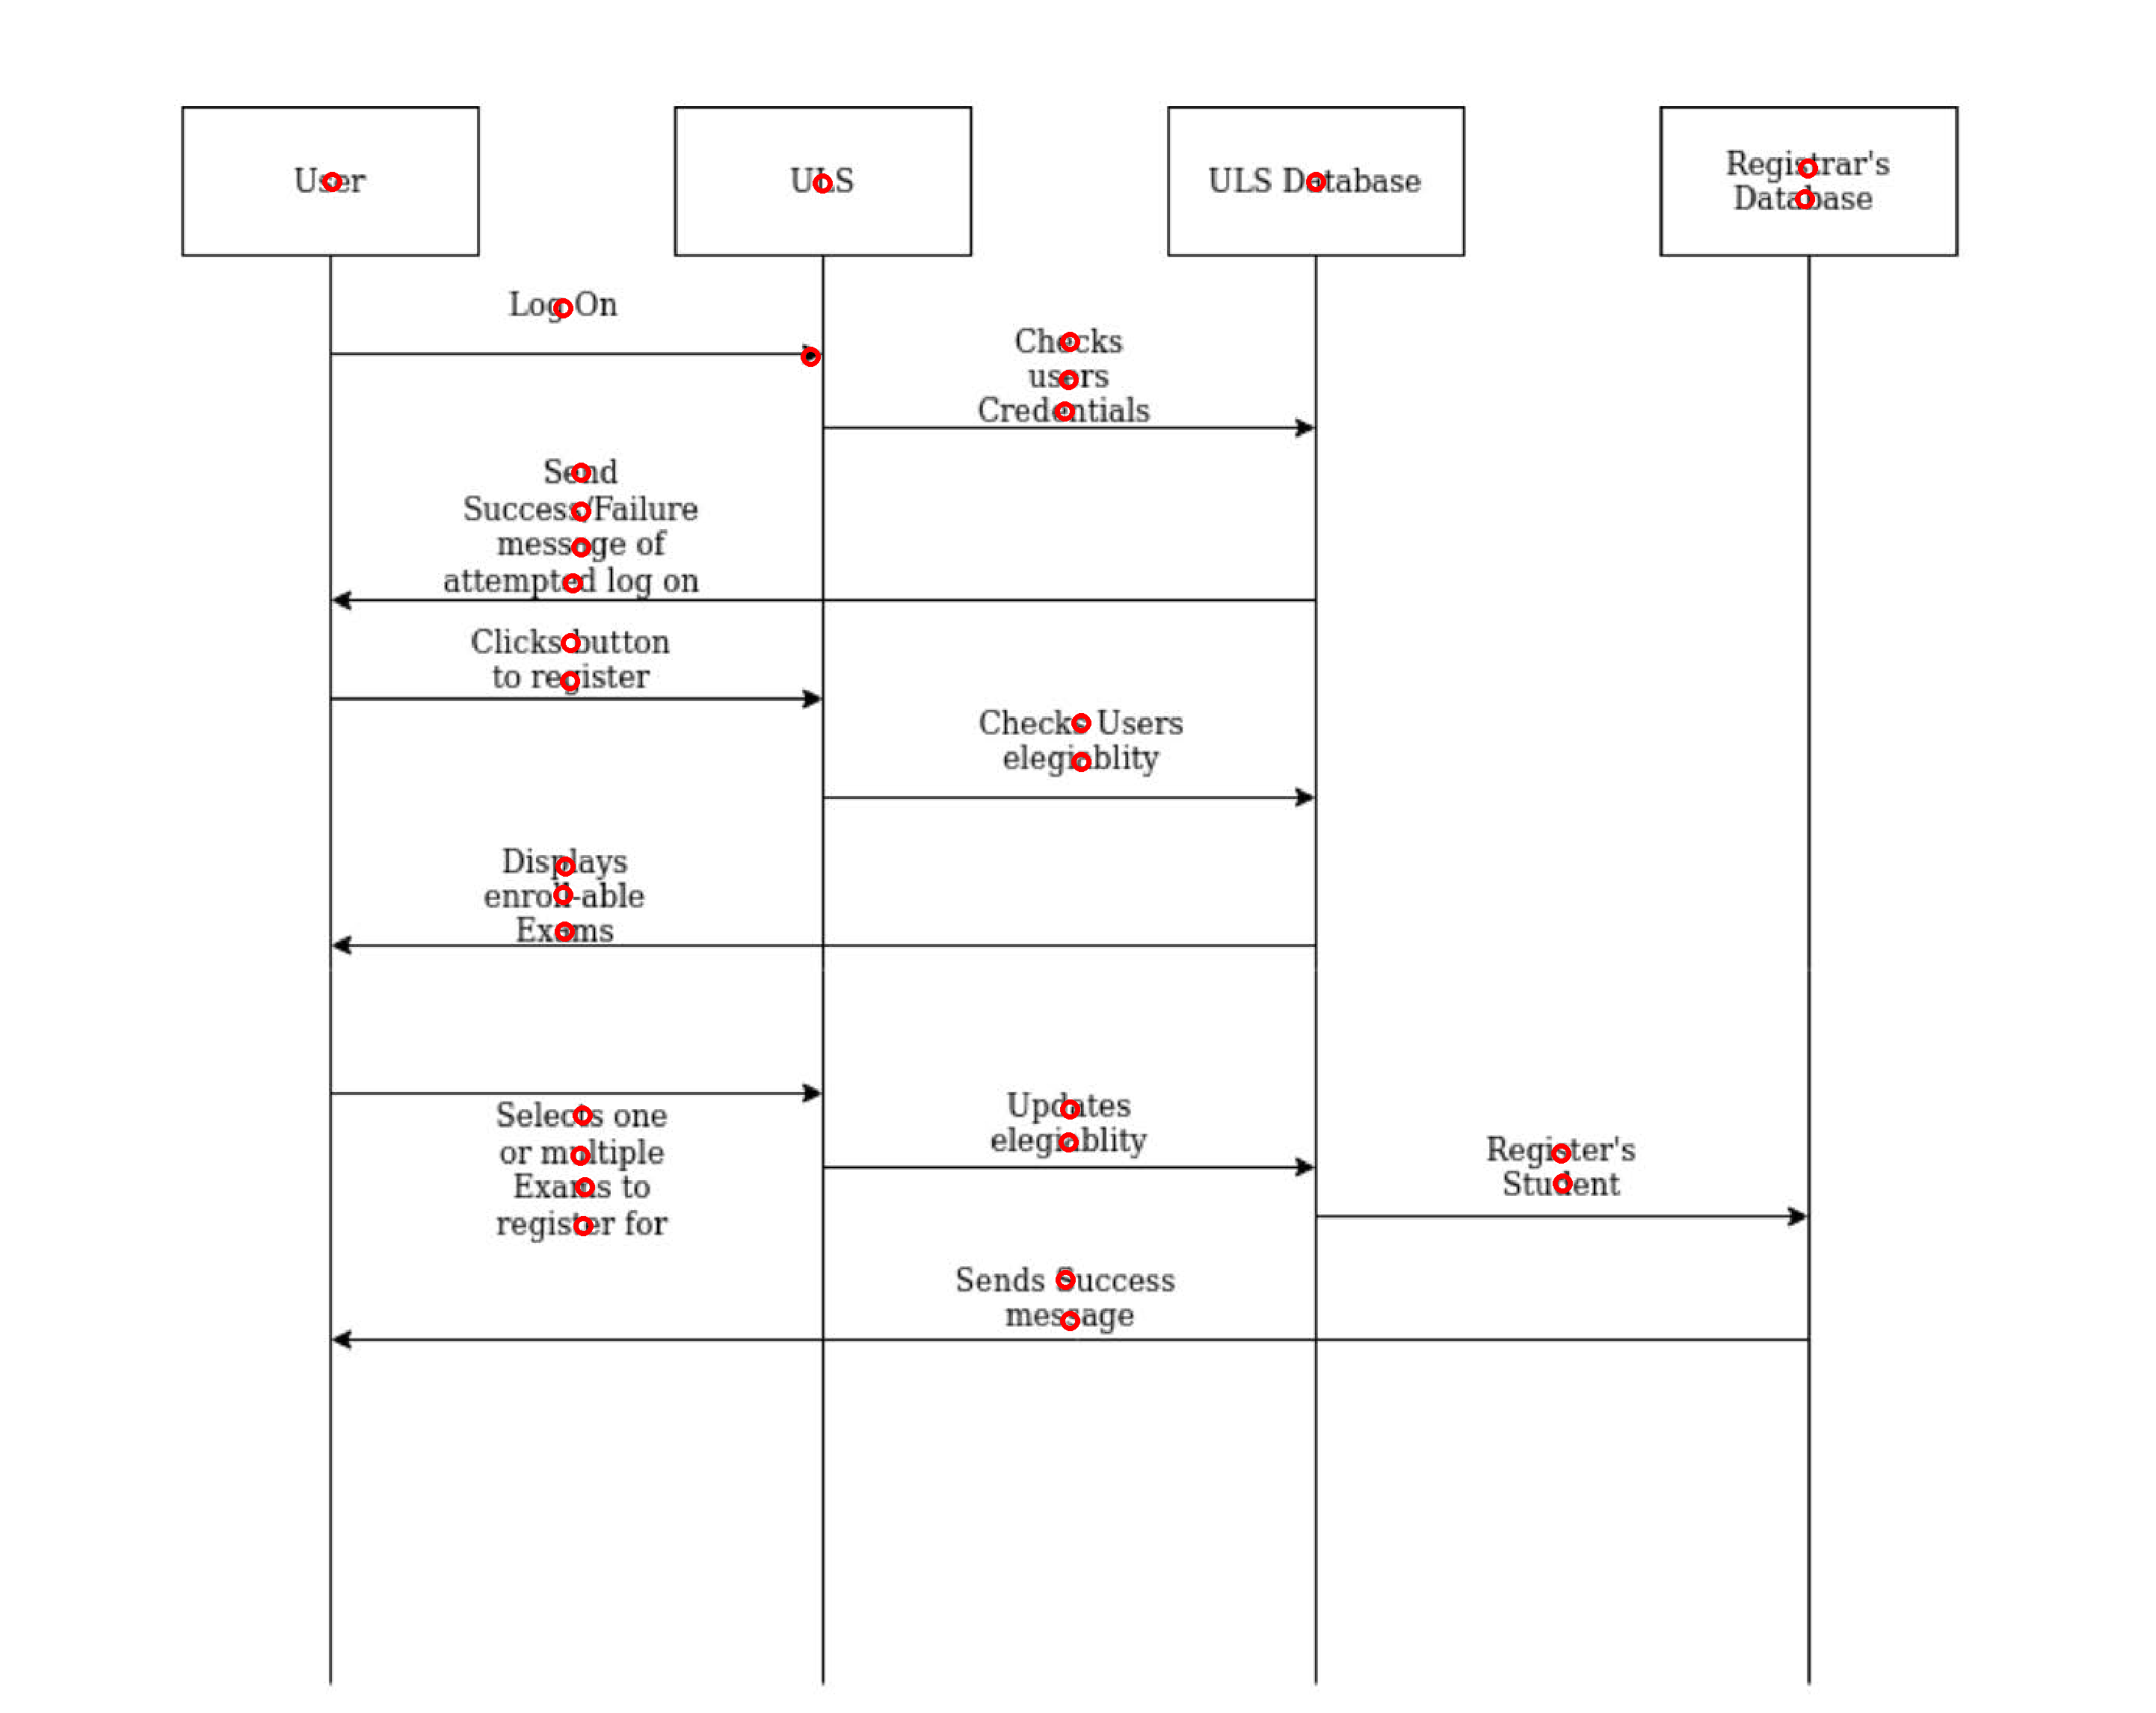 User
ULS
ULS Database
Registrar's
Database
Log On
Checks
users
Credentials
Send
Success/Failure
message of
attempted log on
Clicks button
to register
Checks Users
elegiablity
Displays
enroll-able
Exams
Selects one
or multiple
Exams to
register for
Updates
elegiablity
Register's
Student
Sends Success
message